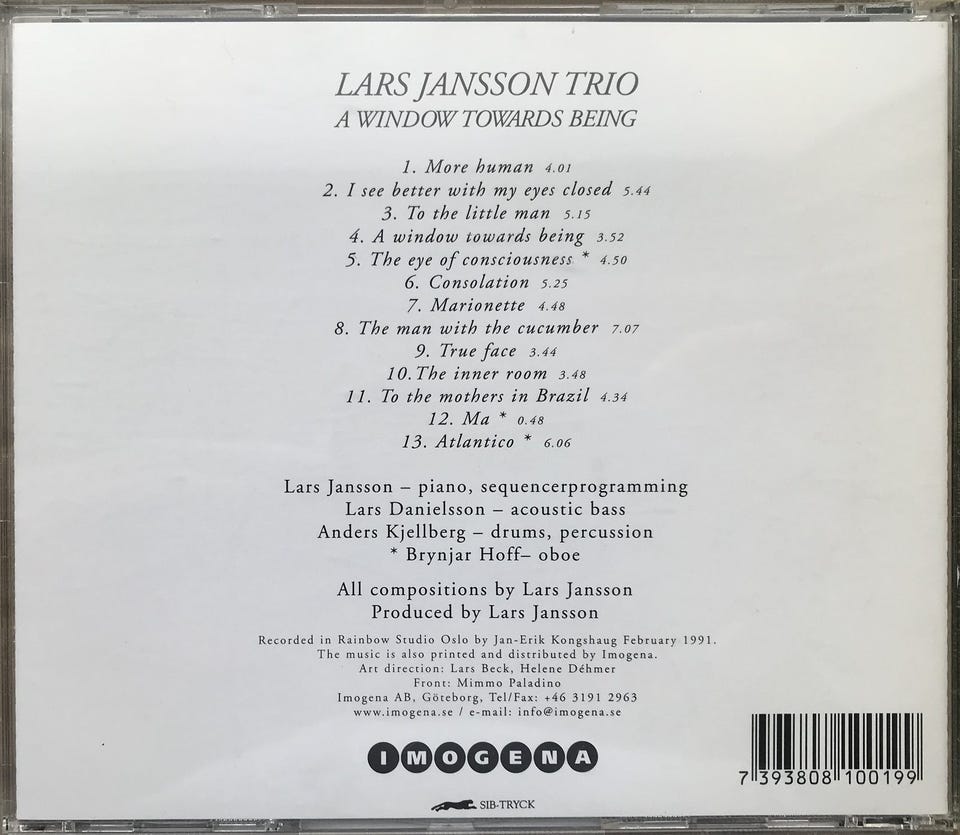 LARS JANSSON TRIO
A WINDOW TOWARDS BEING
1. More human 4.01
2. I see better with my eyes closed 5.44
3. To the little man 5.15
4. A window towards being 3.52
5. The eye of consciousness * 4.50
6. Consolation 5.25
7. Marionette 4.48
8. The man with the cucumber 7.07
9. True face 3.44
10. The inner room 3.48
11. To the mothers in Brazil 4.34
12. Ma * 0.48
13. Atlantico * 6.06
Lars Jansson – piano, sequencerprogramming
Lars Danielsson – acoustic bass
Anders Kjellberg – drums, percussion
* Brynjar Hoff– oboe
All compositions by Lars Jansson
Produced by Lars Jansson
Recorded in Rainbow Studio Oslo by Jan-Erik Kongshaug February 1991.
The music is also printed and distributed by Imogena.
Art direction: Lars Beck, Helene Déhmer
Front: Mimmo Paladino
Imogena AB, Göteborg, Tel/Fax: +46 3191 2963
www.imogena.se / e-mail: info@imogena.se
IMOGENA
7 393808 100199
SIB-TRYCK